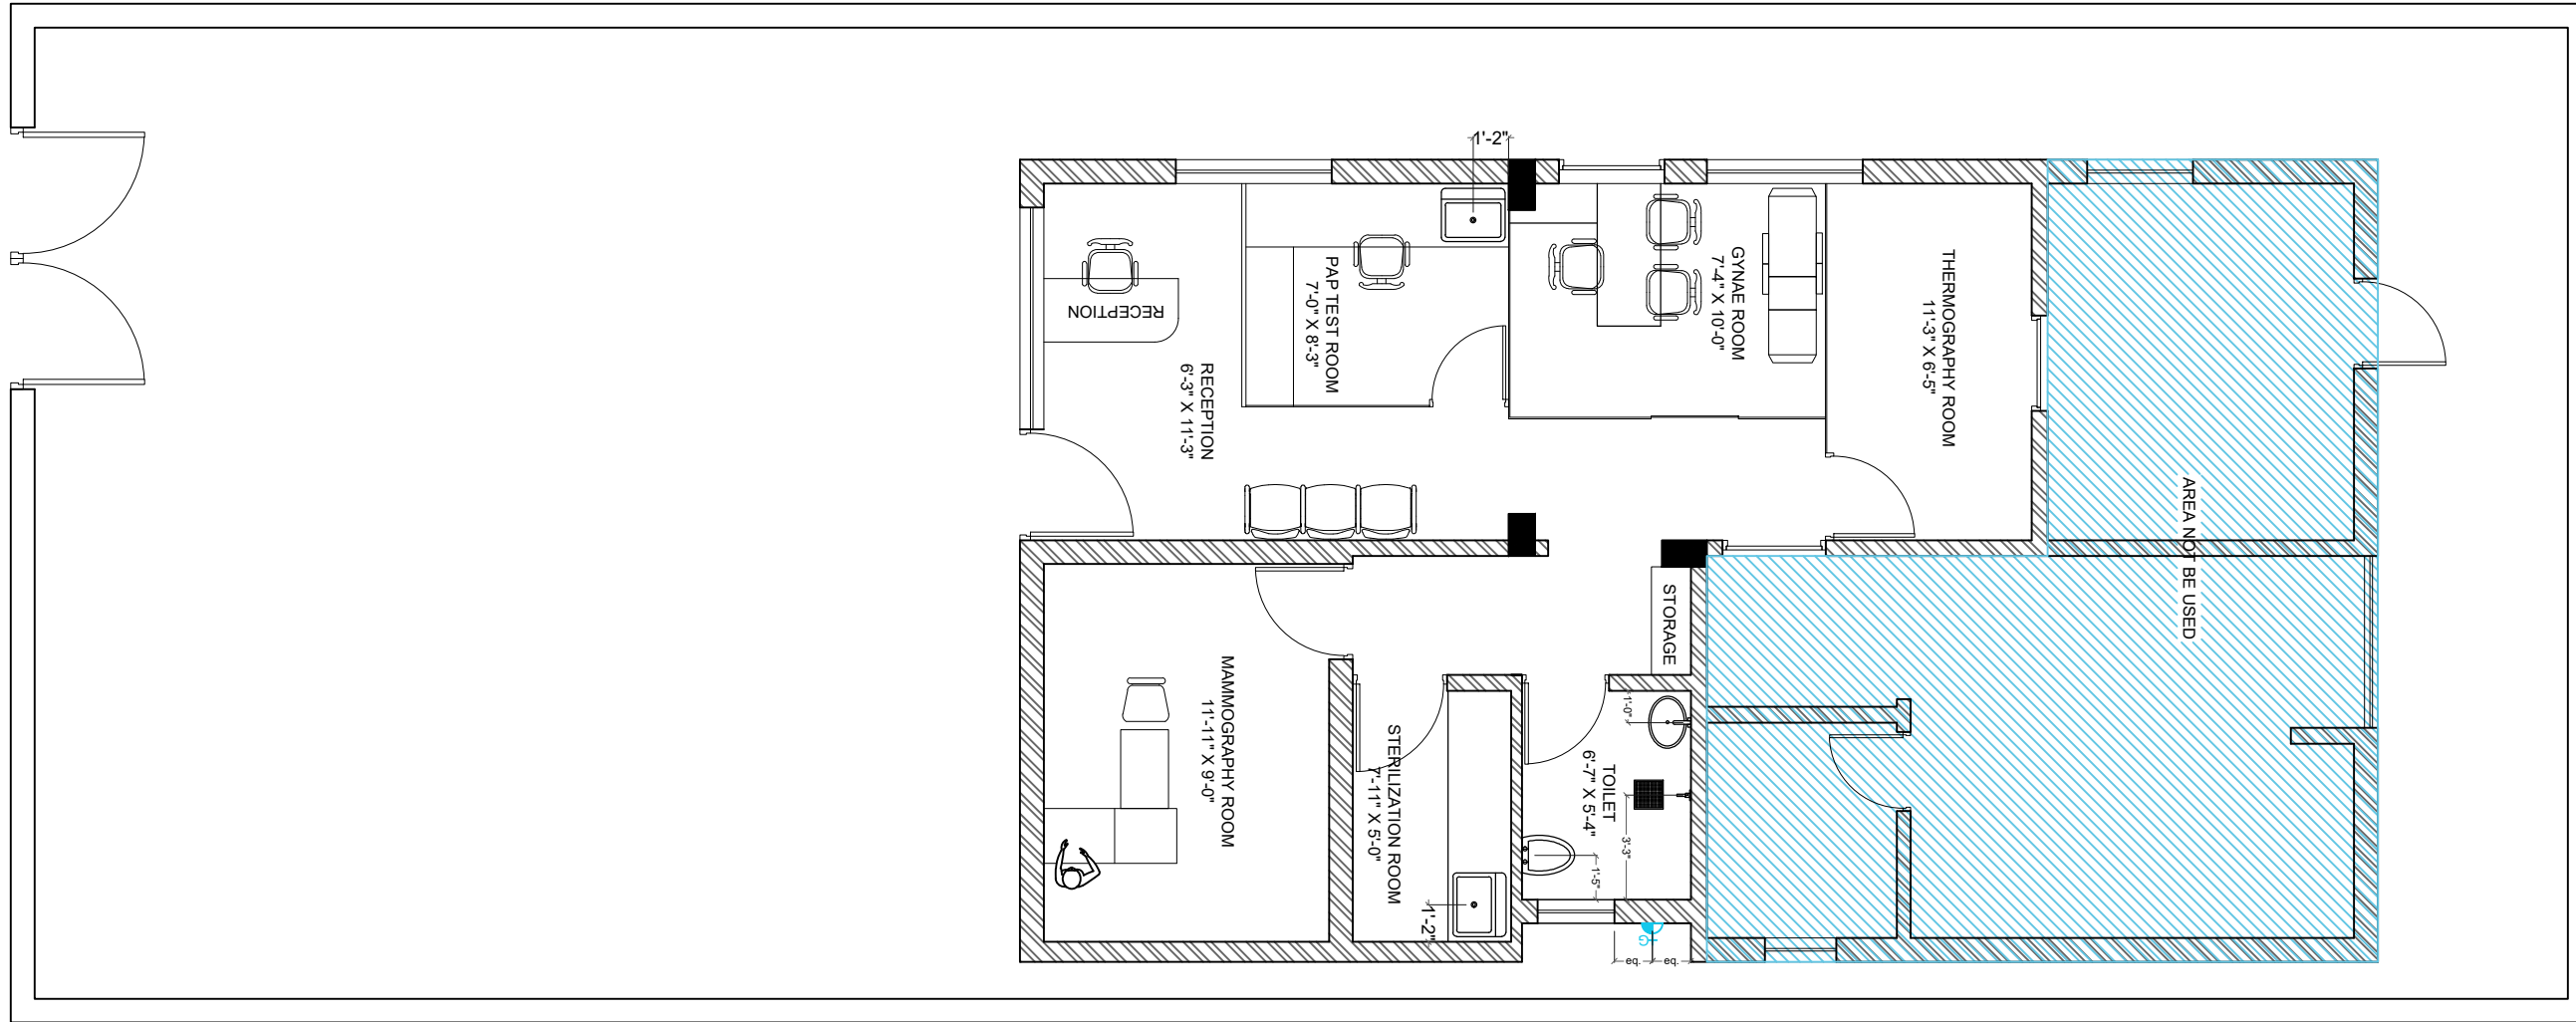 1'-2"
RECEPTION
RECEPTION
6'-3" X 11'-3"
PAP TEST ROOM
7'-0" X 8'-3"
GYNAE ROOM
7'-4" X 10'-0"
THERMOGRAPHY ROOM
11'-3" X 6'-5"
AREA NOT BE USED
STORAGE
MAMMOGRAPHY ROOM
11'-11" X 9'-0"
STERILIZATION ROOM
7'-11" X 5'-0"
1'-2"
TOILET
6'-7" X 5'-4"
1'-0"
3'-3"
1'-5"
eq.
eq.